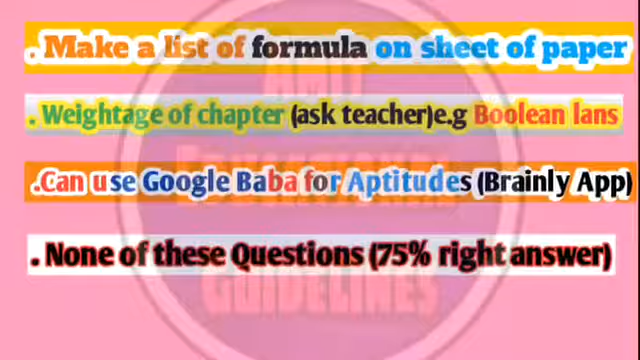 . Make a list of formula on sheet of paper
. Weightage of chapter (ask teacher)e.g Boolean lans
.Can use Google Baba for Aptitudes (Brainly App)
. None of these Questions (75% right answer)
GUIDELINES